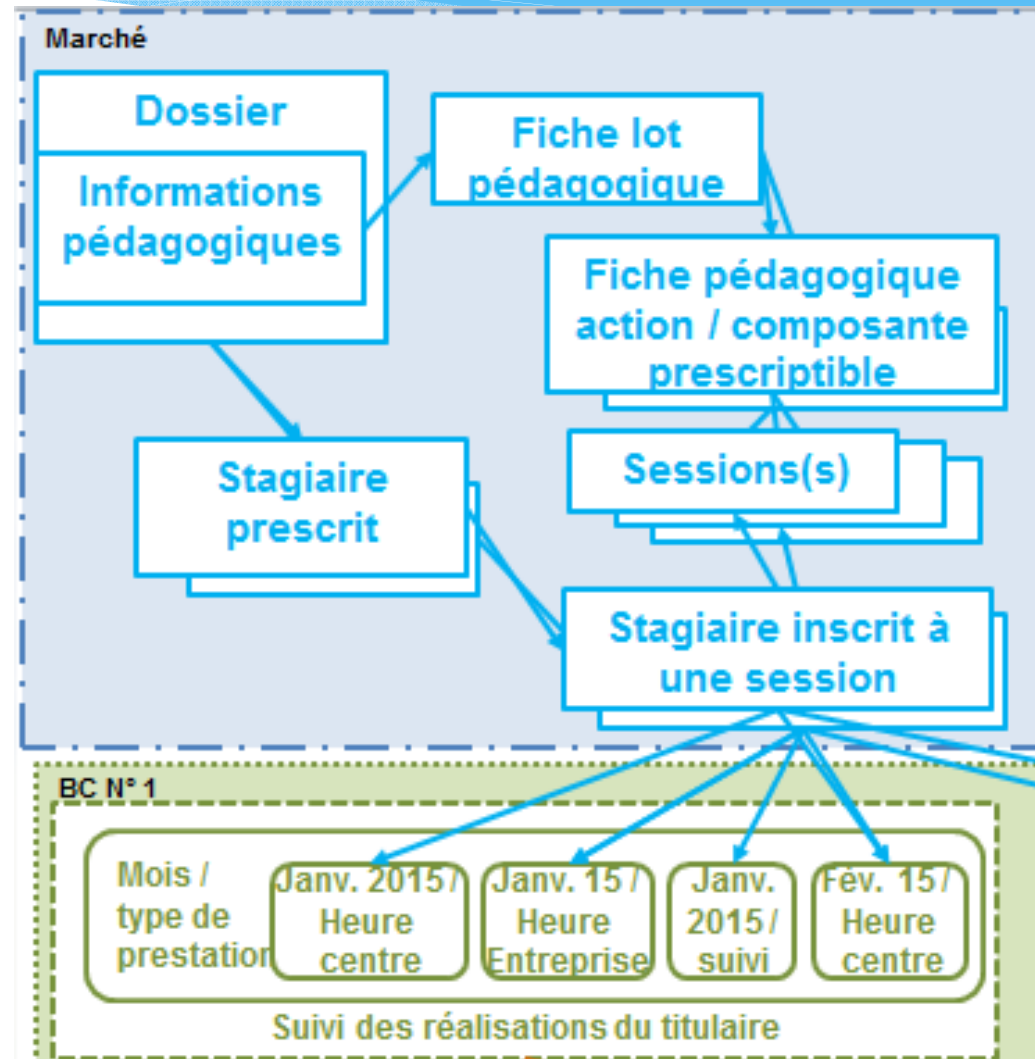 Marché
Dossier
Informations
pédagogiques
Fiche lot
pédagogique
Fiche pédagogique
action / composante
prescriptible
Stagiaire
prescrit
Sessions(s)
Stagiaire inscrit à
une session
BC N° 1
Mois /
type de
prestation
Janv. 2015 /
Heure
centre
Janv. 15 /
Heure
Entreprise
Janv.
2015 /
suivi
Fév. 15 /
Heure
centre
Suivi des réalisations du titulaire